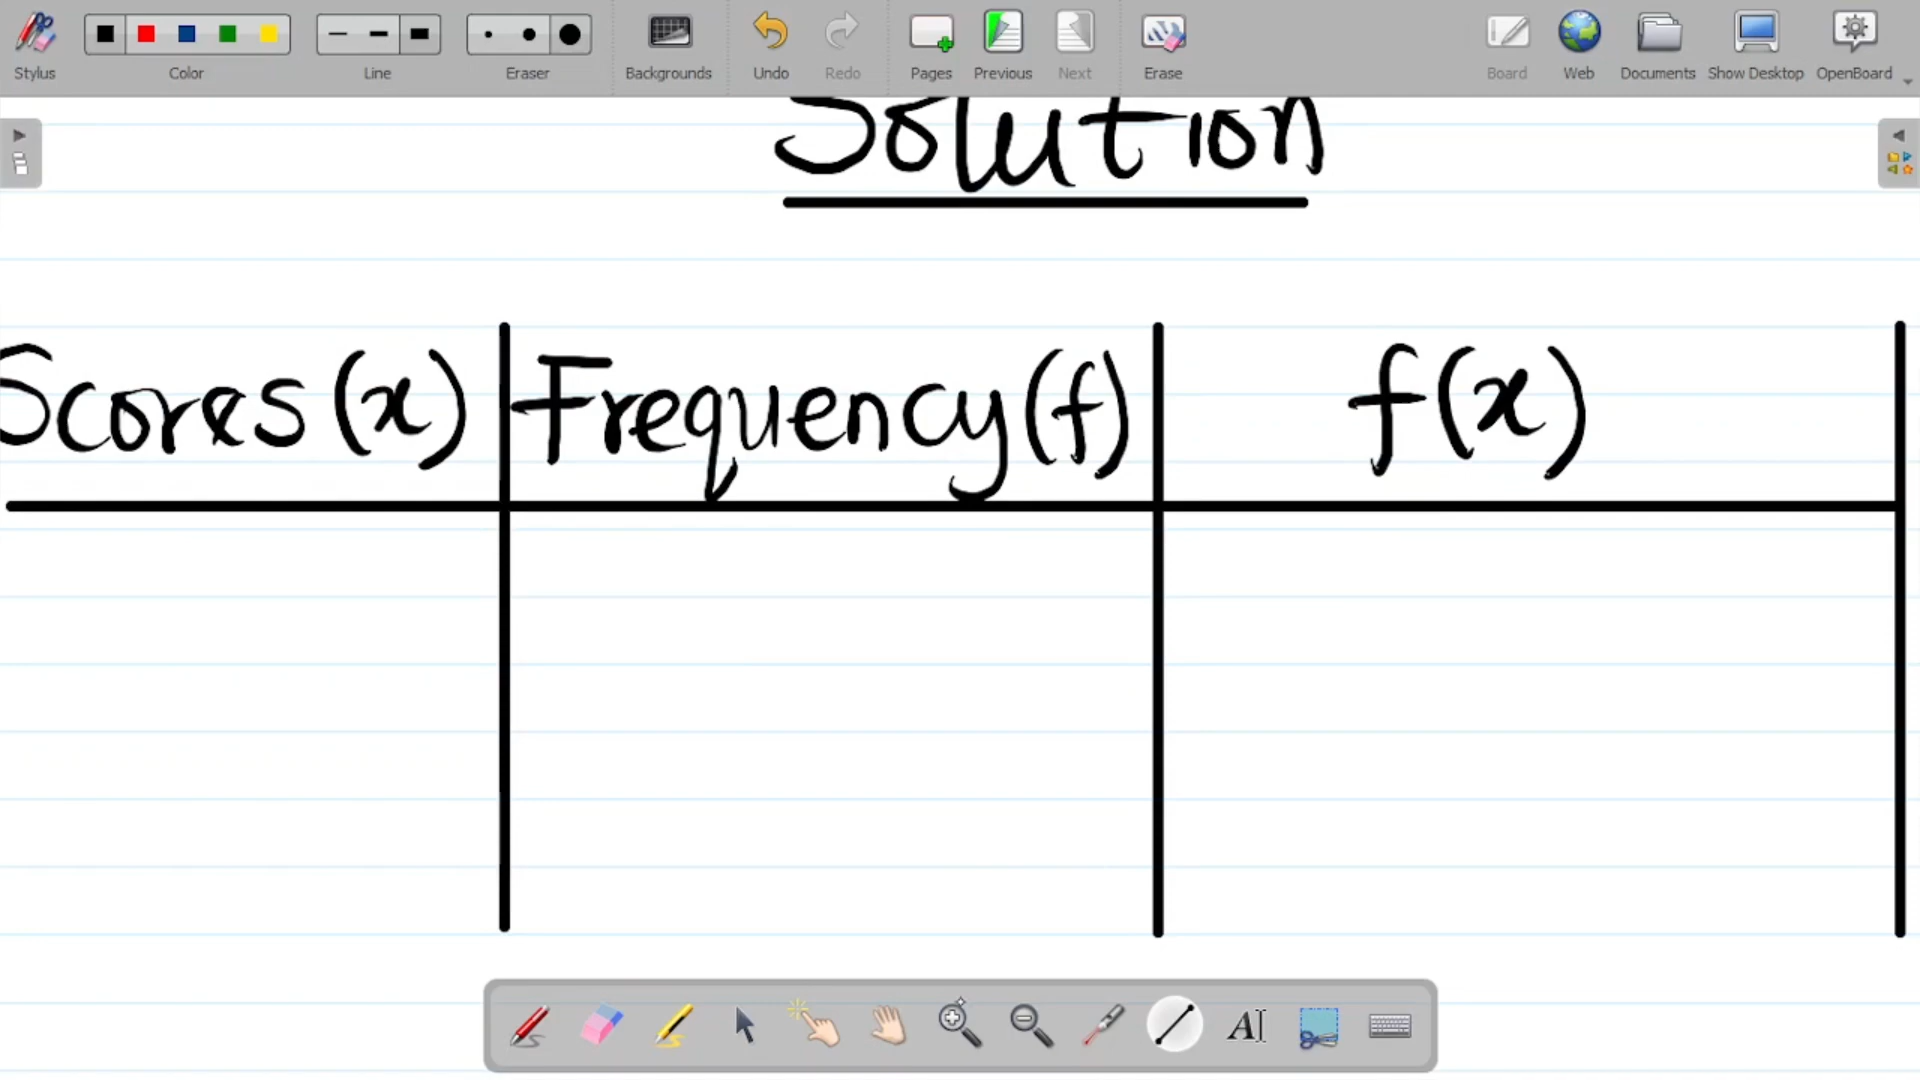 Stylus Color Line Eraser Backgrounds Undo Redo Pages Previous Next Erase Board Web Documents Show Desktop OpenBoard
Solution
Scores (x) Frequency (f) f(x)
AI